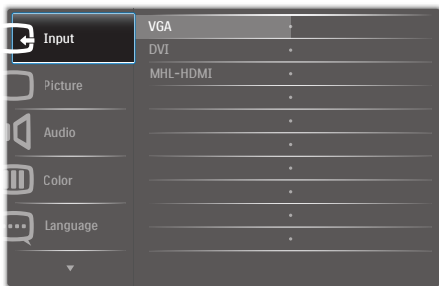 Input
Picture
Audio
Color
Language
VGA
DVI
MHL-HDMI